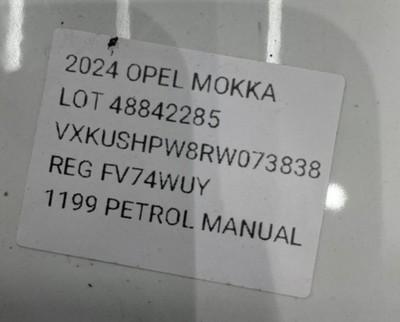 2024 OPEL MOKKA
LOT 48842285
VXKUSHPW8RW073838
REG FV74WUY
1199 PETROL MANUAL